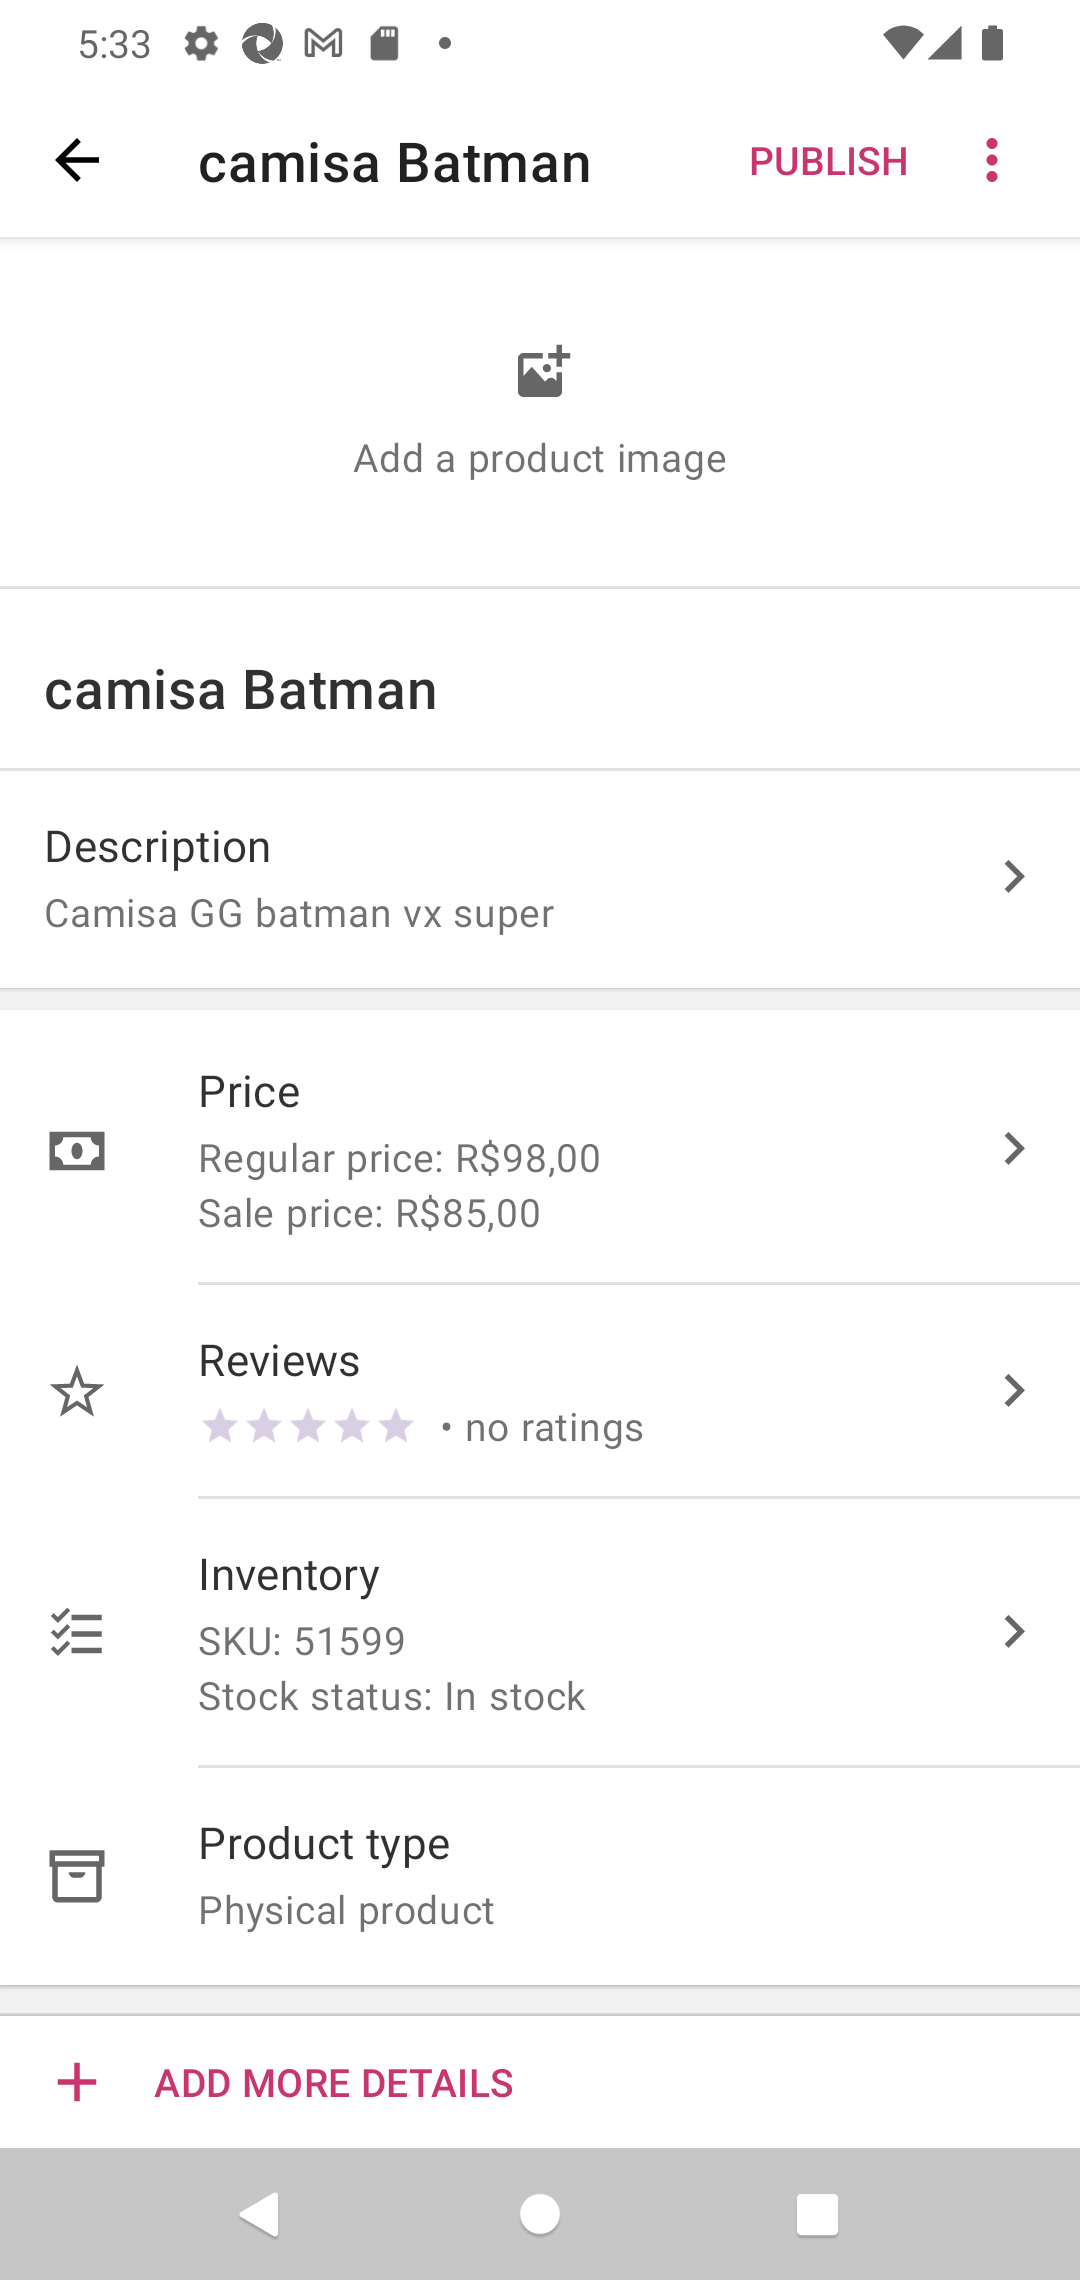 5:33
camisa Batman
PUBLISH
Add a product image
camisa Batman
Description
Camisa GG batman vx super
Price
Regular price: R$98,00
Sale price: R$85,00
Reviews
• no ratings
Inventory
SKU: 51599
Stock status: In stock
Product type
Physical product
ADD MORE DETAILS